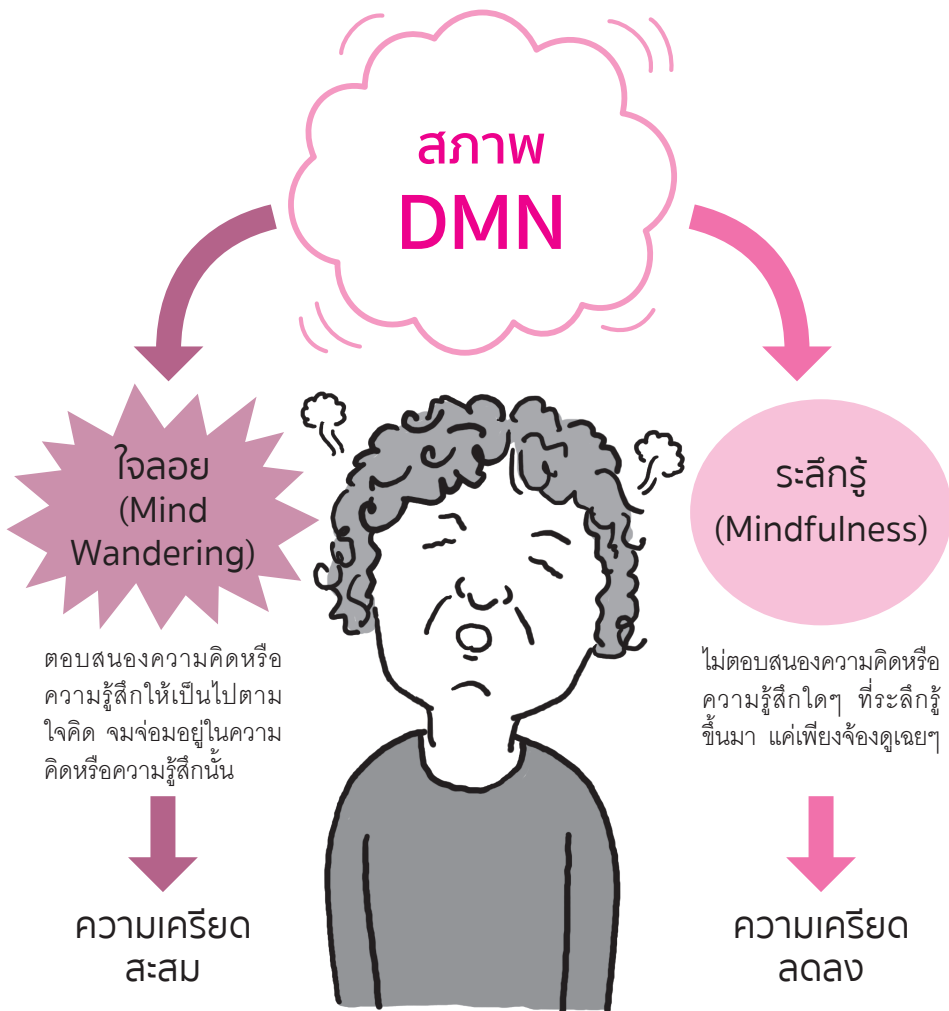 สภาพ
DMN
ใจลอย
(Mind
Wandering)
ตอบสนองความคิดหรือ
ความรู้สึกให้เป็นไปตาม
ใจคิด จมจ่อมอยู่ในความ
คิดหรือความรู้สึกนั้น
ความเครียด
สะสม
ระลึกรู้
(Mindfulness)
ไม่ตอบสนองความคิดหรือ
ความรู้สึกใดๆ ที่ระลึกรู้
ขึ้นมา แค่เพียงจ้องดูเฉยๆ
ความเครียด
ลดลง